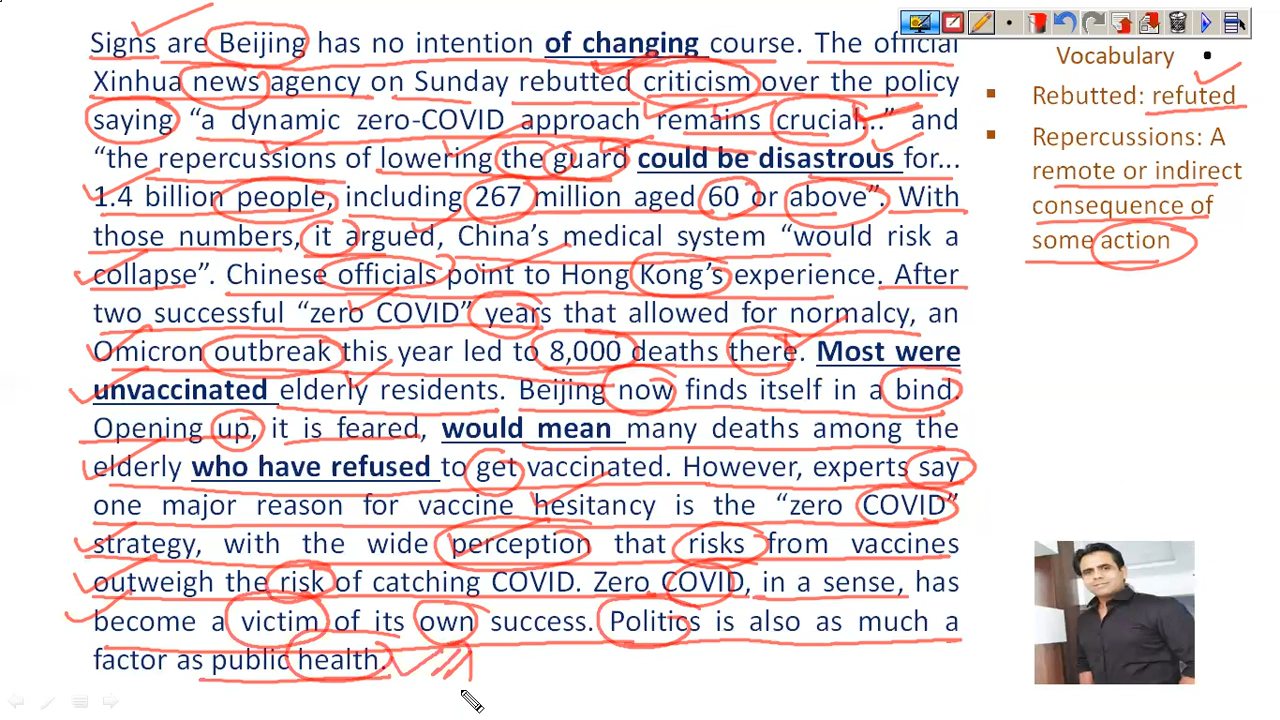 Signs are Beijing has no intention of changing course. The official
Xinhua news agency on Sunday rebutted criticism over the policy
saying “a dynamic zero-COVID approach remains crucial...” and
“the repercussions of lowering the guard could be disastrous for...
1.4 billion people, including 267 million aged 60 or above”. With
those numbers, it argued, China’s medical system “would risk a
collapse”. Chinese officials point to Hong Kong’s experience. After
two successful “zero COVID” years that allowed for normalcy, an
Omicron outbreak this year led to 8,000 deaths there. Most were
unvaccinated elderly residents. Beijing now finds itself in a bind.
Opening up, it is feared, would mean many deaths among the
elderly who have refused to get vaccinated. However, experts say
one major reason for vaccine hesitancy is the “zero COVID”
strategy, with the wide perception that risks from vaccines
outweigh the risk of catching COVID. Zero COVID, in a sense, has
become a victim of its own success. Politics is also as much a
factor as public health.
Vocabulary
Rebutted: refuted
Repercussions: A
remote or indirect
consequence of
some action